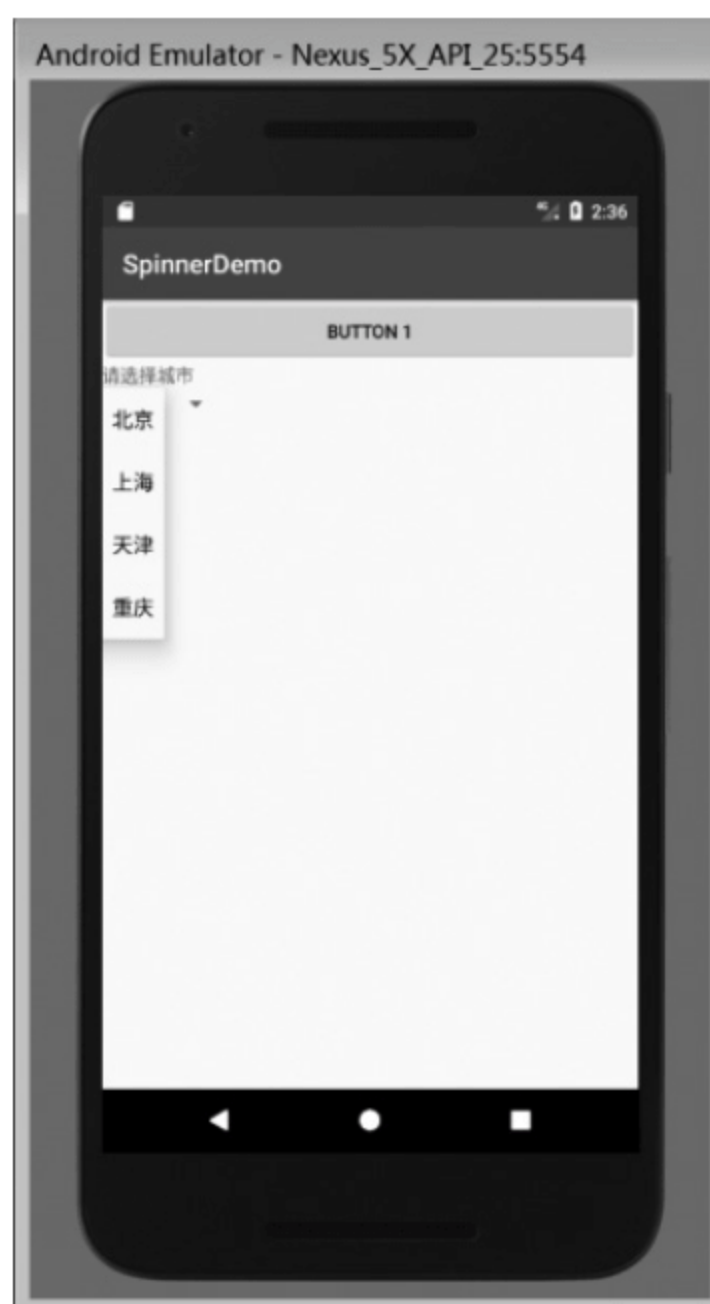 Android Emulator - Nexus_5X_API_25:5554
4G 2:36
SpinnerDemo
BUTTON 1
请选择城市
北京
上海
天津
重庆